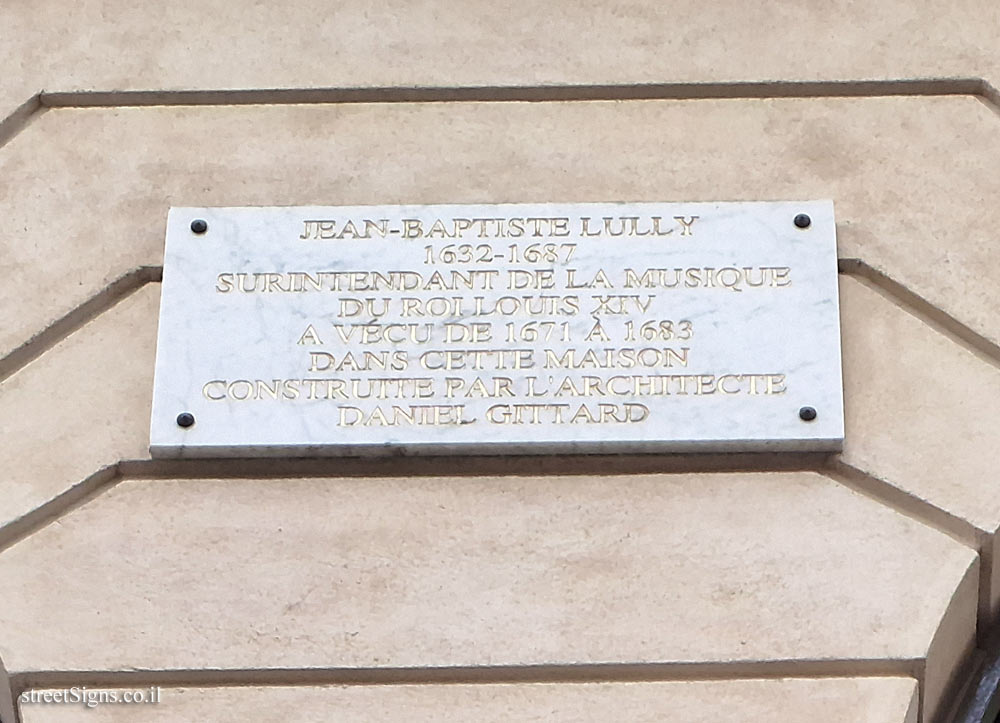 JEAN-BAPTISTE LULLY
1632-1687
SURINTENDANT DE LA MUSIQUE
DU ROI LOUIS XIV
A VÉCU DE 1671 À 1683
DANS CETTE MAISON
CONSTRUITE PAR L'ARCHITECTE
DANIEL GITTARD
streetSigns.co.il